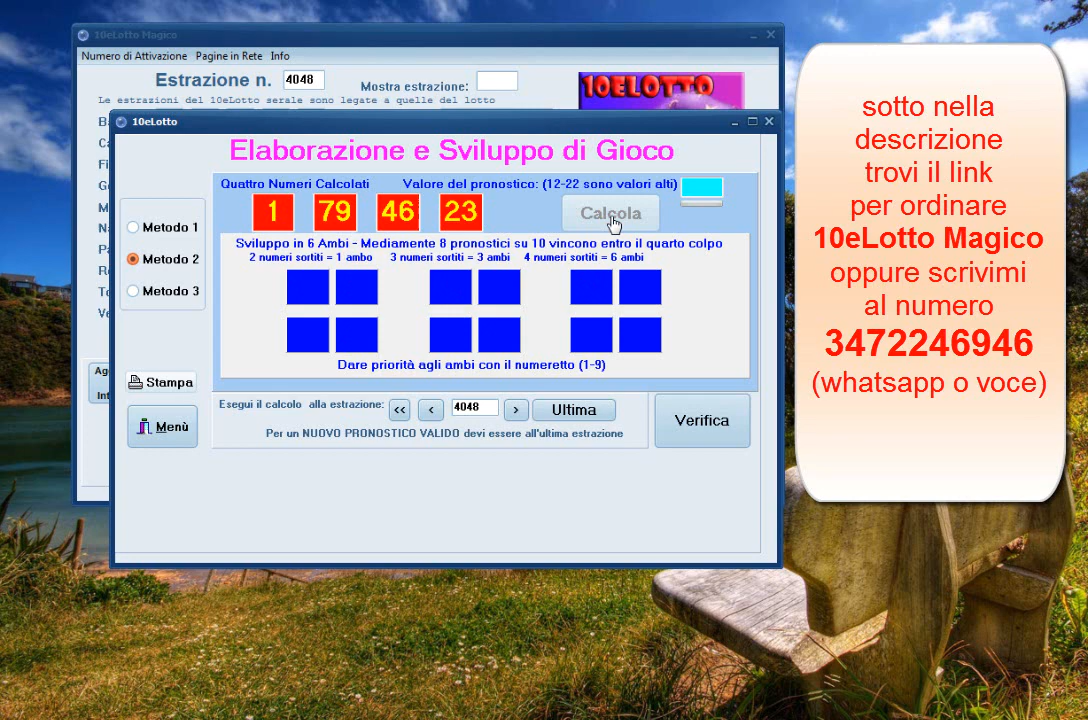 10eLotto Magico
Numero di Attivazione Pagine in Rete Info
Estrazione n. 4048 Mostra estrazione:
Le estrazioni del 10eLotto serale sono legate a quelle del lotto
10ELOTTO
10eLotto
Elaborazione e Sviluppo di Gioco
Quattro Numeri Calcolati Valore del pronostico: (12-22 sono valori alti)
1 79 46 23 Calcola
Metodo 1
Metodo 2
Metodo 3
Sviluppo in 6 Ambi - Mediamente 8 pronostici su 10 vincono entro il quarto colpo
2 numeri sortiti = 1 ambo 3 numeri sortiti = 3 ambi 4 numeri sortiti = 6 ambi
Dare priorità agli ambi con il numeretto (1-9)
Stampa
Menù
Esegui il calcolo alla estrazione: << < 4048 > Ultima
Per un NUOVO PRONOSTICO VALIDO devi essere all'ultima estrazione
Verifica
sotto nella
descrizione
trovi il link
per ordinare
10eLotto Magico
oppure scrivimi
al numero
3472246946
(whatsapp o voce)